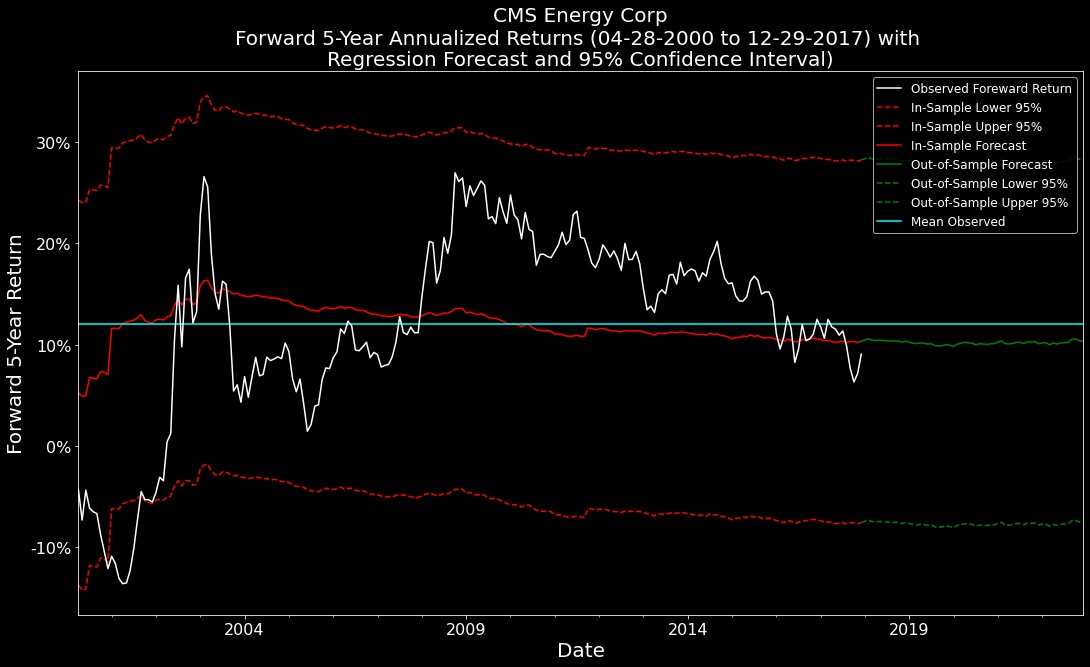 CMS Energy Corp
Forward 5-Year Annualized Returns (04-28-2000 to 12-29-2017) with
Regression Forecast and 95% Confidence Interval)
Observed Foreward Return
In-Sample Lower 95%
In-Sample Upper 95%
In-Sample Forecast
Out-of-Sample Forecast
Out-of-Sample Lower 95%
Out-of-Sample Upper 95%
Mean Observed
Forward 5-Year Return
30%
20%
10%
0%
-10%
2004
2009
2014
2019
Date